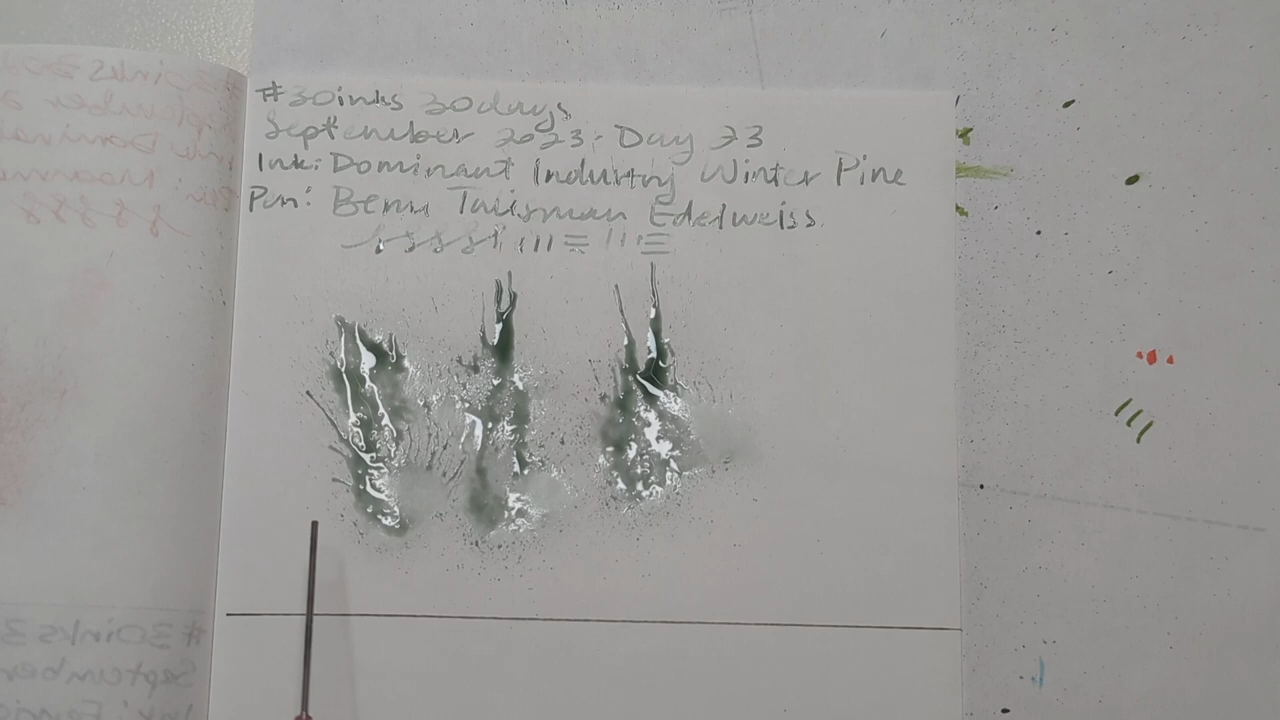 #30inks 30days
September 2023: Day 23
Ink: Dominant Industry Winter Pine
Pen: Benu Talisman Edelweiss.